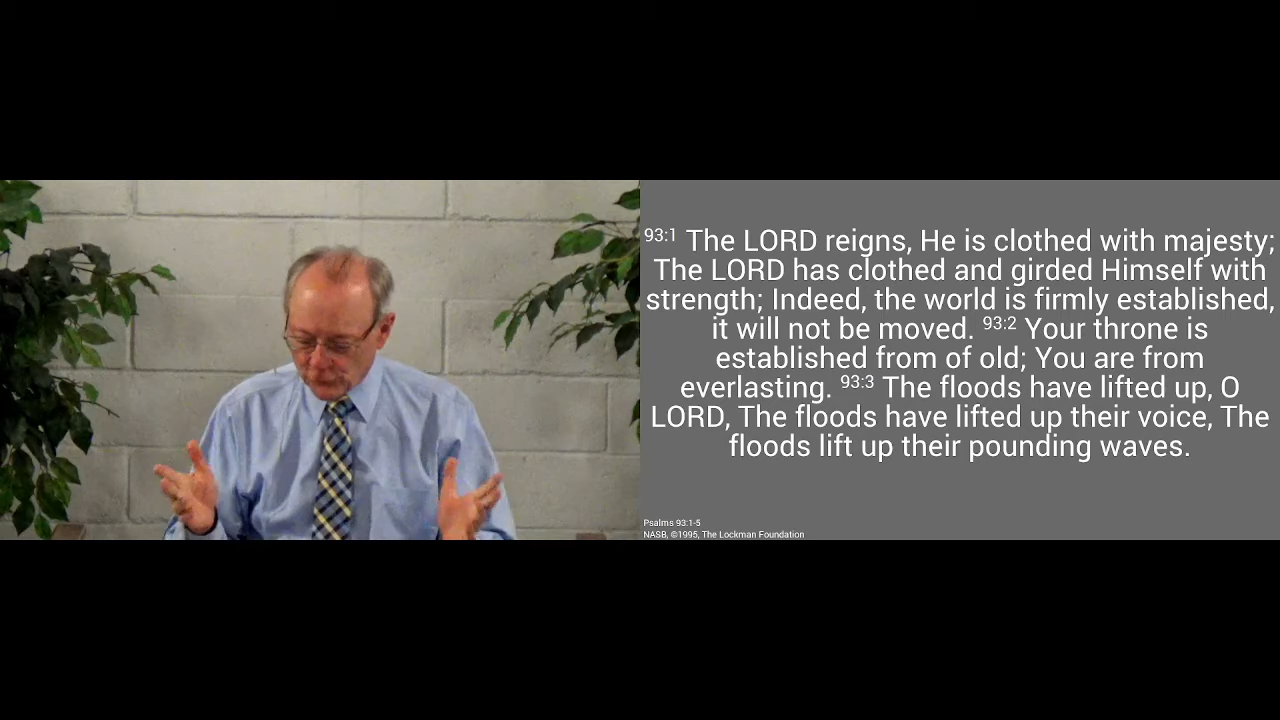 93:1 The LORD reigns, He is clothed with majesty;
The LORD has clothed and girded Himself with
strength; Indeed, the world is firmly established,
it will not be moved. 93:2 Your throne is
established from of old; You are from
everlasting. 93:3 The floods have lifted up, O
LORD, The floods have lifted up their voice, The
floods lift up their pounding waves.
Psalms 93:1-5
NASB, ©1995, The Lockman Foundation